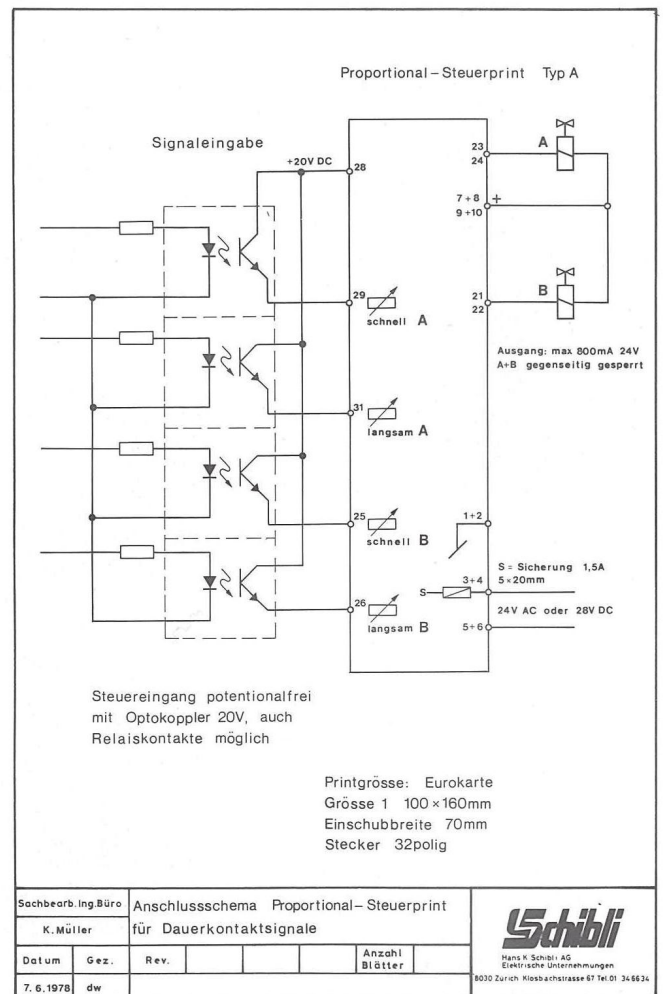 Proportional-Steuerprint Typ A
Signaleingabe
+20V DC
28
23
24
A
7+8 +
9+10
29
schnell A
21
22
B
Ausgang: max 800mA 24V
A+B gegenseitig gesperrt
31
langsam A
25
schnell B
1+2
S = Sicherung 1,5A
5×20mm
S
3+4
24V AC oder 28V DC
26
langsam B
5+6
Steuereingang potentionalfrei
mit Optokoppler 20V, auch
Relaiskontakte möglich
Printgrösse: Eurokarte
Grösse 1 100×160mm
Einschubbreite 70mm
Stecker 32polig
Sachbearb. Ing. Büro
K. Müller
Anschlussschema Proportional-Steuerprint
für Dauerkontaktsignale
Datum Gez. Rev. Anzahl
Blätter
7.6.1978 dw
Schibli
Hans K Schibli AG
Elektrische Unternehmungen
8030 Zürich Klosbachstrasse 67 Tel.01 346634